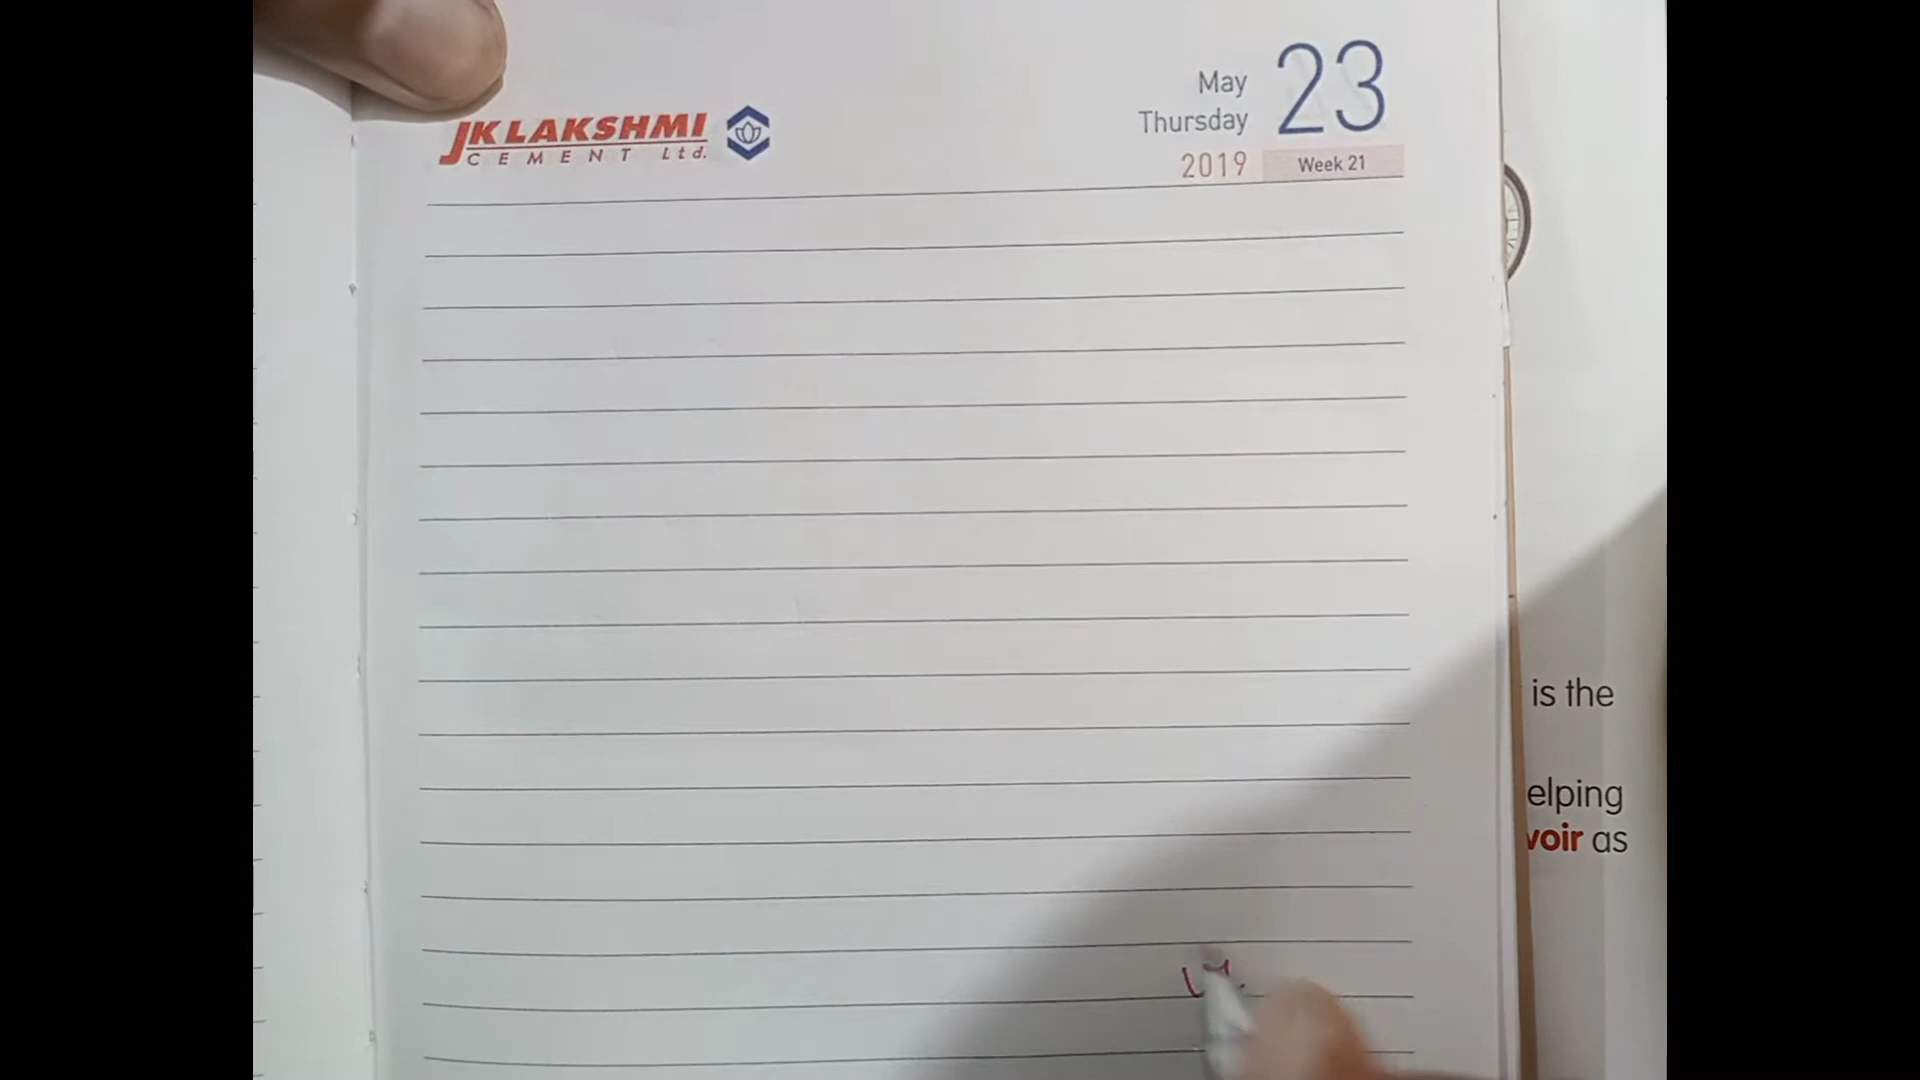 JK LAKSHMI
CEMENT Ltd.
May
Thursday
23
2019
Week 21
is the
elping
voir as